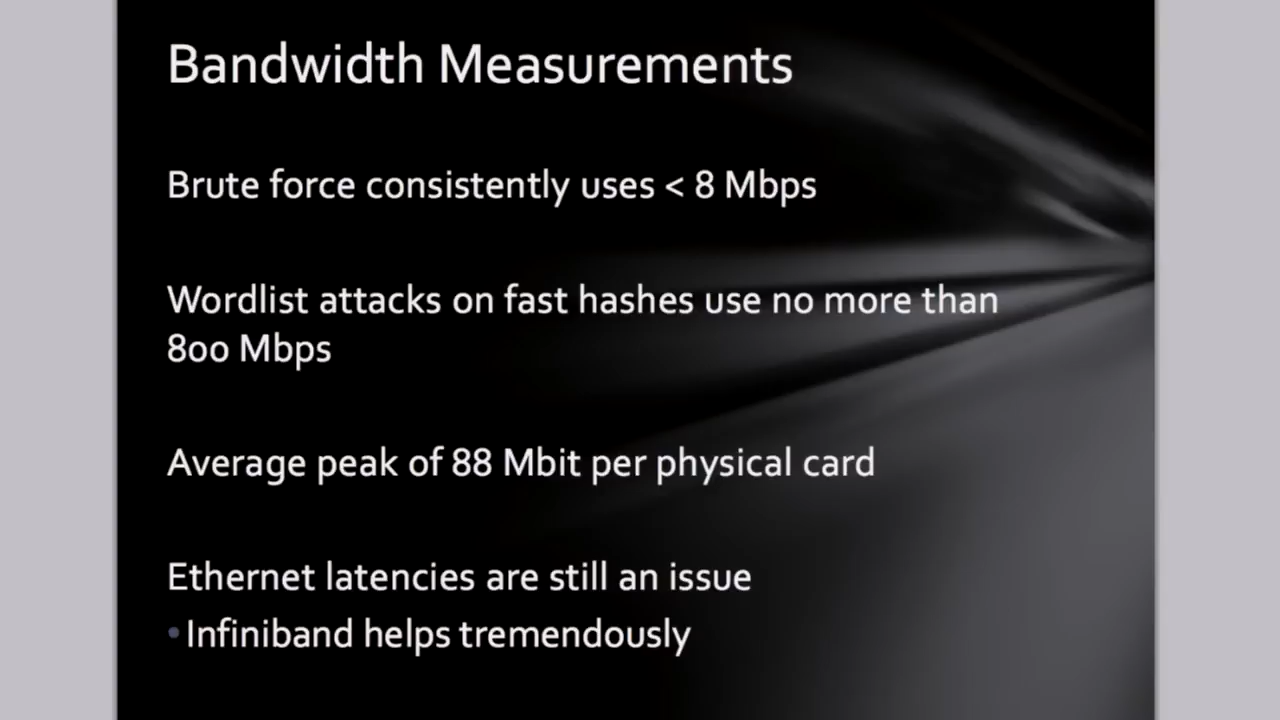 Bandwidth Measurements
Brute force consistently uses < 8 Mbps
Wordlist attacks on fast hashes use no more than
800 Mbps
Average peak of 88 Mbit per physical card
Ethernet latencies are still an issue
• Infiniband helps tremendously